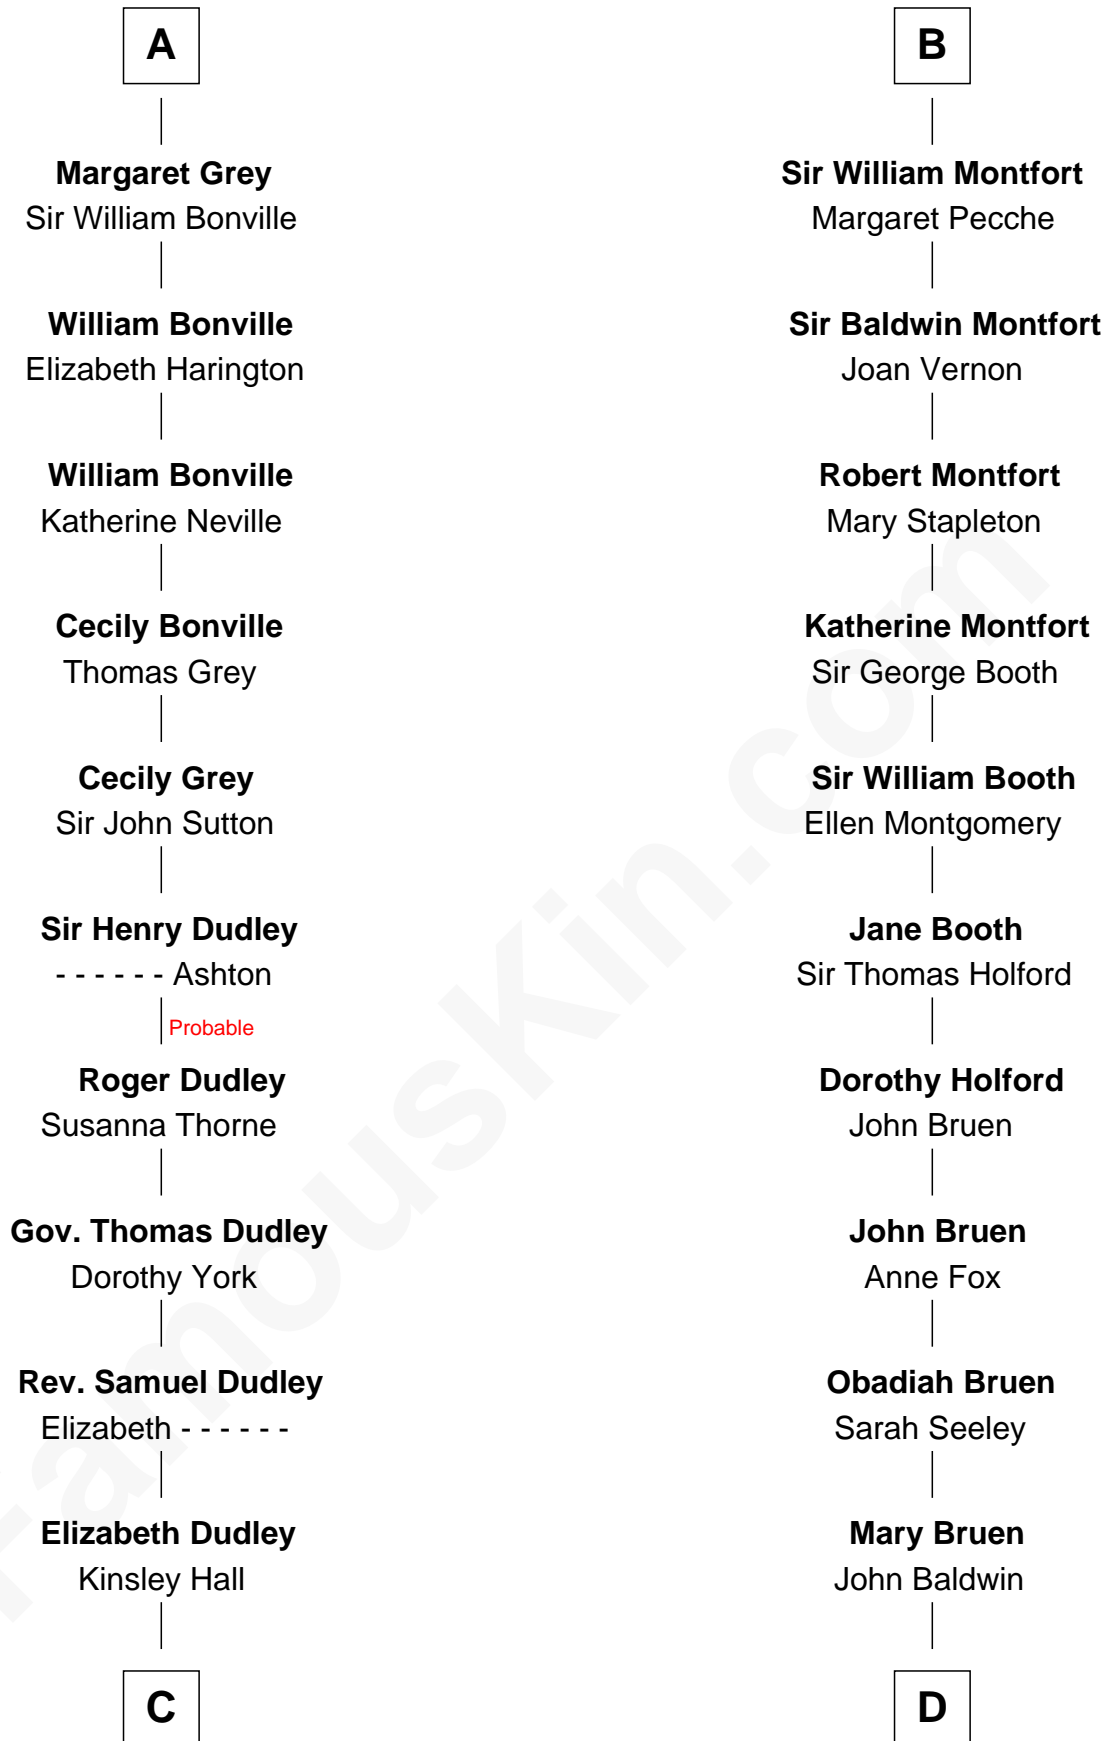 A
Margaret Grey
Sir William Bonville
William Bonville
Elizabeth Harington
William Bonville
Katherine Neville
Cecily Bonville
Thomas Grey
Cecily Grey
Sir John Sutton
Sir Henry Dudley
- - - - - - Ashton
Probable
Roger Dudley
Susanna Thorne
Gov. Thomas Dudley
Dorothy York
Rev. Samuel Dudley
Elizabeth - - - - - -
Elizabeth Dudley
Kinsley Hall
C
B
Sir William Montfort
Margaret Pecche
Sir Baldwin Montfort
Joan Vernon
Robert Montfort
Mary Stapleton
Katherine Montfort
Sir George Booth
Sir William Booth
Ellen Montgomery
Jane Booth
Sir Thomas Holford
Dorothy Holford
John Bruen
John Bruen
Anne Fox
Obadiah Bruen
Sarah Seeley
Mary Bruen
John Baldwin
D
FamousKin.com